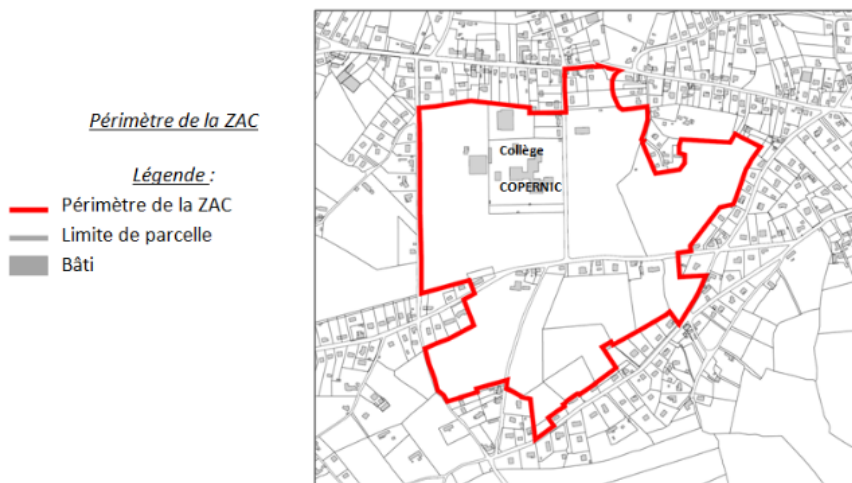 Périmètre de la ZAC
Légende :
Périmètre de la ZAC
Limite de parcelle
Bâti
Collège
COPERNIC